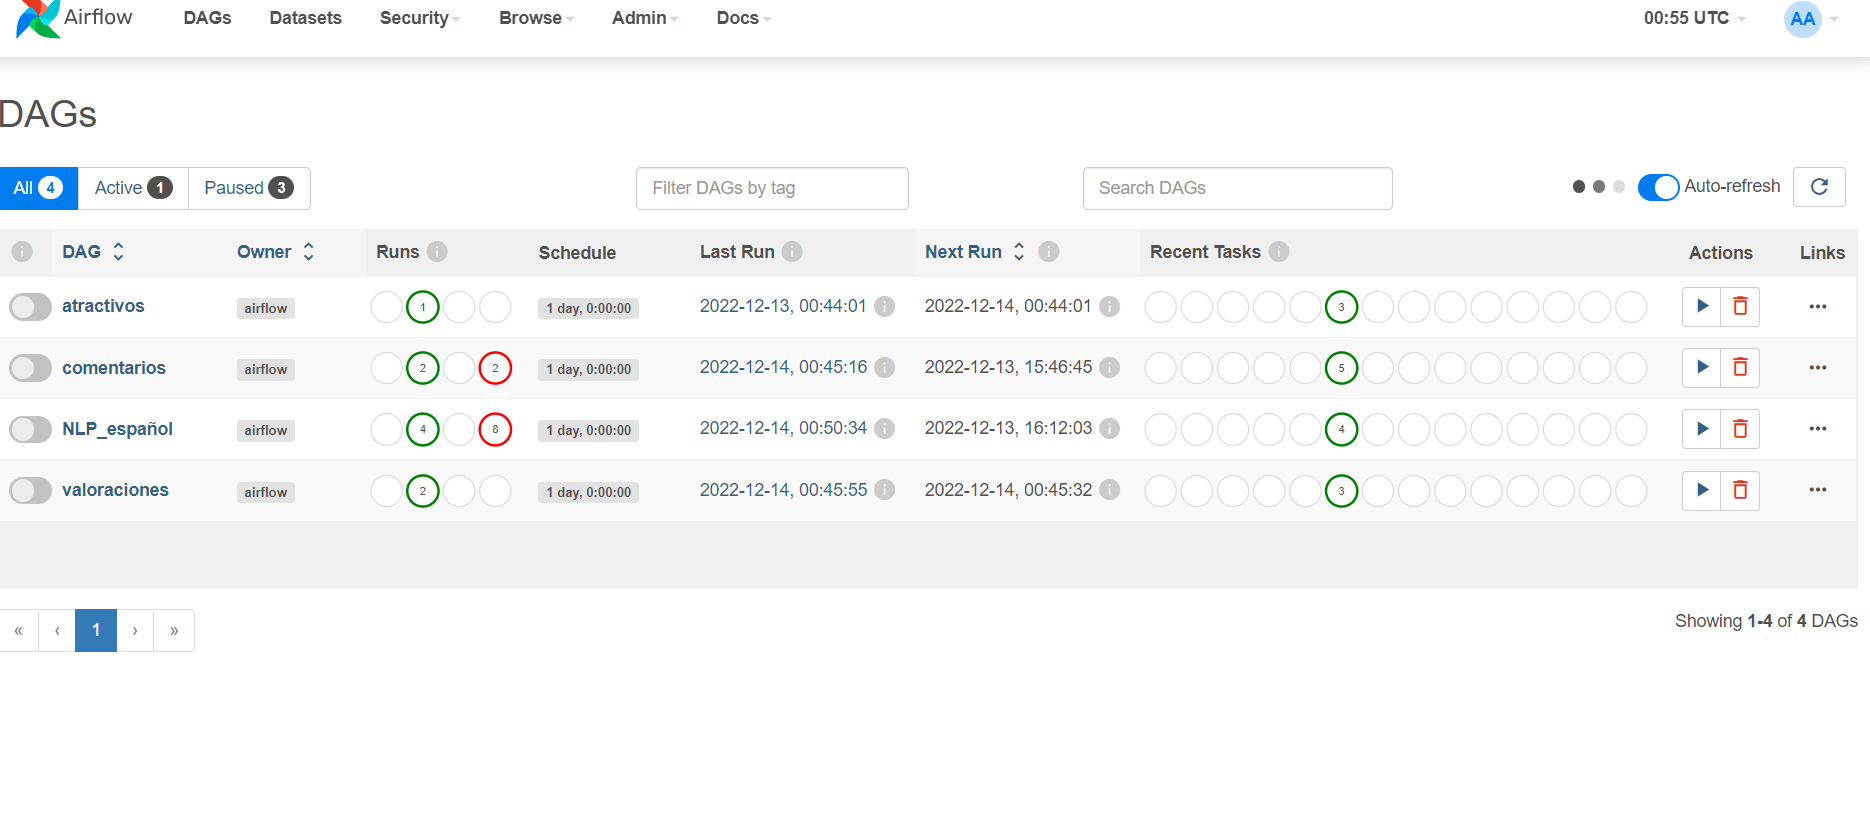 Airflow DAGs Datasets Security Browse Admin Docs 00:55 UTC AA
DAGs
All 4 Active 1 Paused 3 Filter DAGs by tag Search DAGs Auto-refresh
DAG Owner Runs Schedule Last Run Next Run Recent Tasks Actions Links
atractivos airflow 1 1 day, 0:00:00 2022-12-13, 00:44:01 2022-12-14, 00:44:01 3
comentarios airflow 2 2 1 day, 0:00:00 2022-12-14, 00:45:16 2022-12-13, 15:46:45 5
NLP_español airflow 4 8 1 day, 0:00:00 2022-12-14, 00:50:34 2022-12-13, 16:12:03 4
valoraciones airflow 2 1 day, 0:00:00 2022-12-14, 00:45:55 2022-12-14, 00:45:32 3
« ‹ 1 › »
Showing 1-4 of 4 DAGs